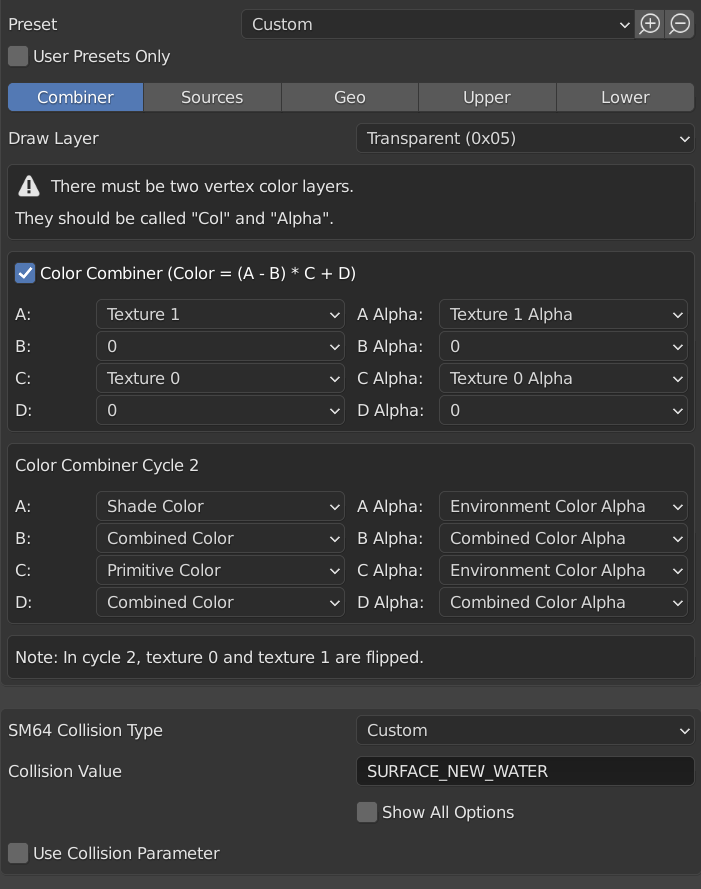 Preset Custom
User Presets Only
Combiner Sources Geo Upper Lower
Draw Layer Transparent (0x05)
There must be two vertex color layers.
They should be called "Col" and "Alpha".
Color Combiner (Color = (A - B) * C + D)
A: Texture 1 A Alpha: Texture 1 Alpha
B: 0 B Alpha: 0
C: Texture 0 C Alpha: Texture 0 Alpha
D: 0 D Alpha: 0
Color Combiner Cycle 2
A: Shade Color A Alpha: Environment Color Alpha
B: Combined Color B Alpha: Combined Color Alpha
C: Primitive Color C Alpha: Environment Color Alpha
D: Combined Color D Alpha: Combined Color Alpha
Note: In cycle 2, texture 0 and texture 1 are flipped.
SM64 Collision Type Custom
Collision Value SURFACE_NEW_WATER
Show All Options
Use Collision Parameter